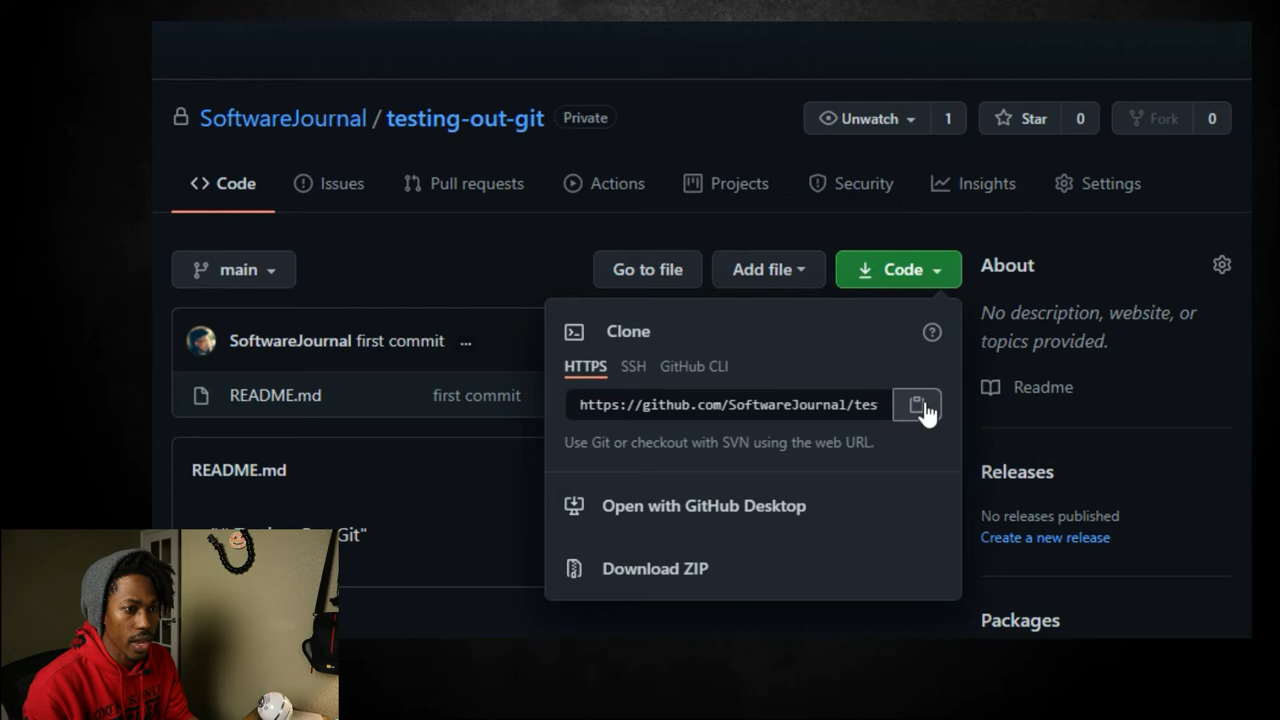 SoftwareJournal / testing-out-git Private
Unwatch 1 Star 0 Fork 0
Code Issues Pull requests Actions Projects Security Insights Settings
main Go to file Add file Code
SoftwareJournal first commit ...
README.md first commit
README.md
Git"
Clone
HTTPS SSH GitHub CLI
https://github.com/SoftwareJournal/tes
Use Git or checkout with SVN using the web URL.
Open with GitHub Desktop
Download ZIP
About
No description, website, or
topics provided.
Readme
Releases
No releases published
Create a new release
Packages